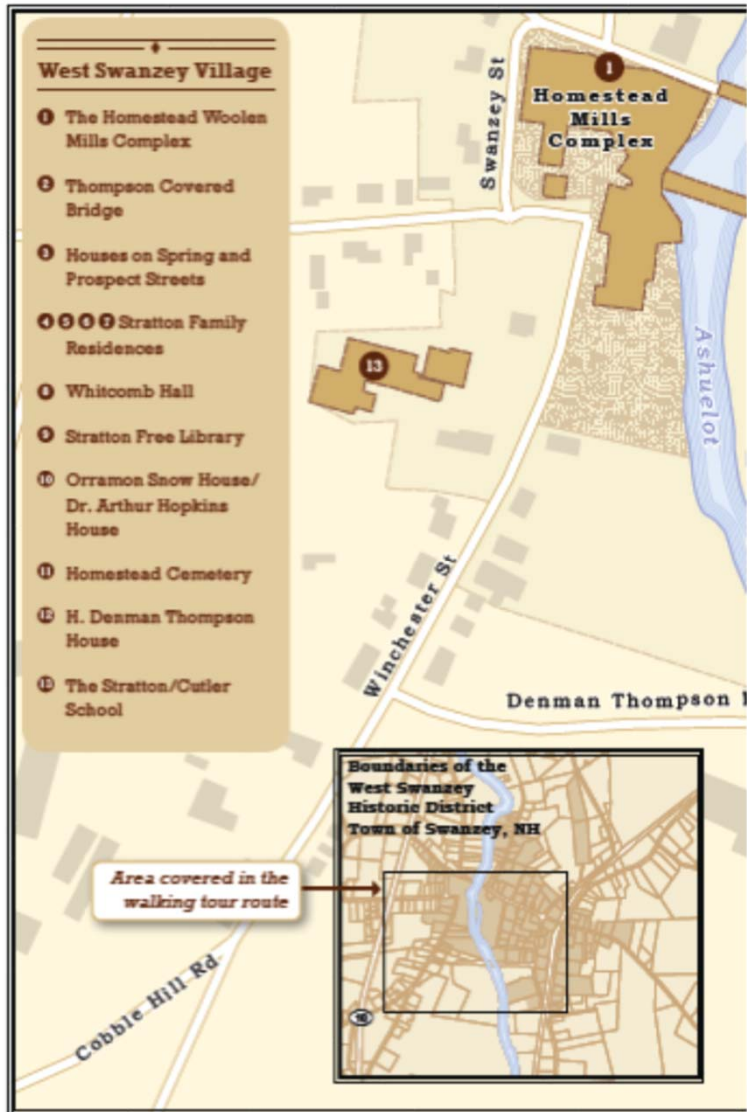 West Swanzey Village
1 The Homestead Woolen
Mills Complex
2 Thompson Covered
Bridge
3 Houses on Spring and
Prospect Streets
4 5 6 7 Stratton Family
Residences
8 Whitcomb Hall
9 Stratton Free Library
10 Orramon Snow House/
Dr. Arthur Hopkins
House
11 Homestead Cemetery
12 H. Denman Thompson
House
13 The Stratton/Cutler
School
Swanzey St
1
Homestead
Mills
Complex
13
Ashuelot
Winchester St
Denman Thompson
Boundaries of the
West Swanzey
Historic District
Town of Swanzey, NH
Area covered in the
walking tour route
Cobble Hill Rd
10